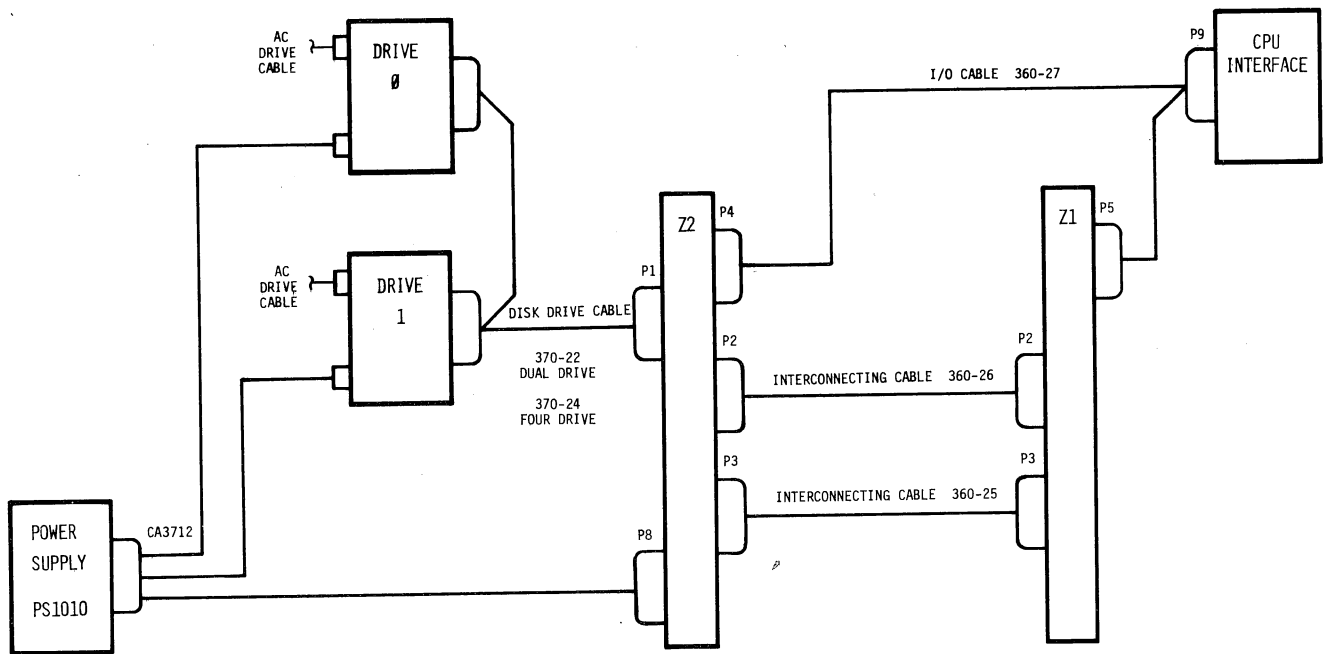 AC
DRIVE
CABLE
DRIVE
Ø
P9
CPU
INTERFACE
I/O CABLE 360-27
Z2
P4
Z1
P5
AC
DRIVE
CABLE
DRIVE
1
P1
DISK DRIVE CABLE
370-22
DUAL DRIVE
370-24
FOUR DRIVE
P2
INTERCONNECTING CABLE 360-26
P2
P3
INTERCONNECTING CABLE 360-25
P3
POWER
SUPPLY
PS1010
CA3712
P8